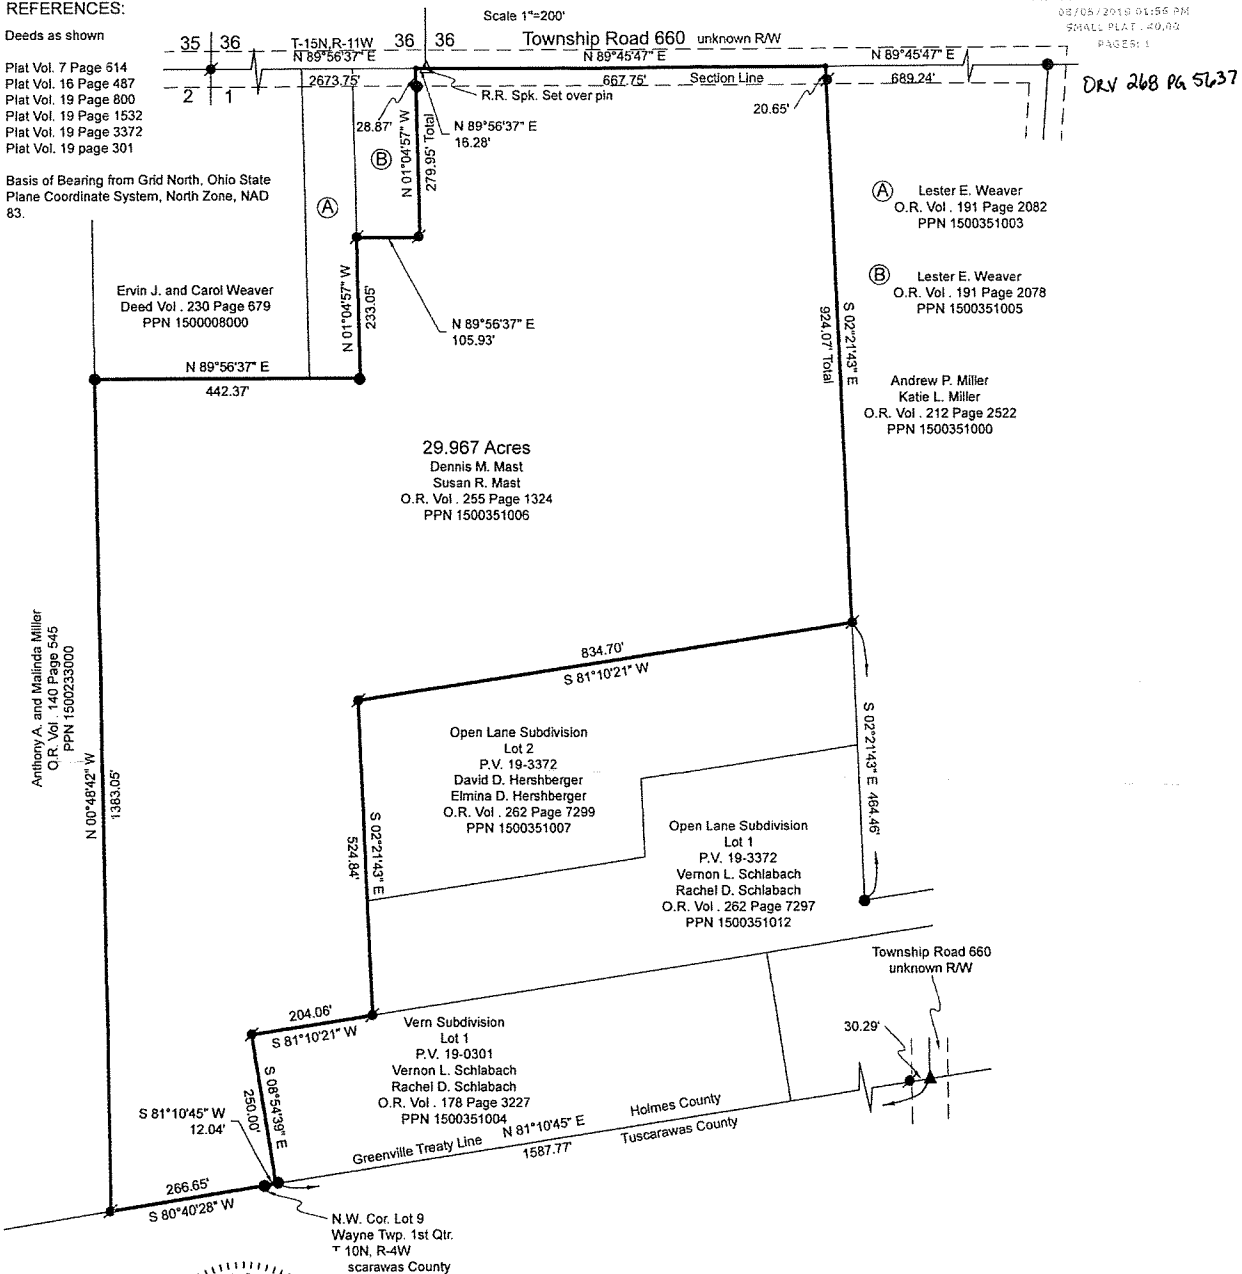 REFERENCES:
Deeds as shown
Plat Vol. 7 Page 614
Plat Vol. 16 Page 487
Plat Vol. 19 Page 800
Plat Vol. 19 Page 1532
Plat Vol. 19 Page 3372
Plat Vol. 19 page 301
Basis of Bearing from Grid North, Ohio State
Plane Coordinate System, North Zone, NAD
83.
Scale 1"=200'
01:56 PM
SMALL PLAT
PAGES: 1
ORV 268 PG 5637
35 36
2 1
T-15N,R-11W
N 89°56'37" E
2673.75'
36 36
Township Road 660 unknown R/W
N 89°45'47" E
667.75' Section Line
N 89°45'47" E
689.24'
R.R. Spk. Set over pin
20.65'
28.87'
N 89°56'37" E
16.28'
N 01°04'57" W
279.95' Total
B
A
A Lester E. Weaver
O.R. Vol . 191 Page 2082
PPN 1500351003
B Lester E. Weaver
O.R. Vol . 191 Page 2078
PPN 1500351005
Ervin J. and Carol Weaver
Deed Vol . 230 Page 679
PPN 1500008000
N 01°04'57" W
233.05'
N 89°56'37" E
105.93'
S 02°21'43" E
924.07' Total
N 89°56'37" E
442.37'
Andrew P. Miller
Katie L. Miller
O.R. Vol . 212 Page 2522
PPN 1500351000
29.967 Acres
Dennis M. Mast
Susan R. Mast
O.R. Vol . 255 Page 1324
PPN 1500351006
Anthony A. and Malinda Miller
O.R. Vol . 140 Page 545
PPN 1500233000
N 00°48'42" W
1383.05'
834.70'
S 81°10'21" W
S 02°21'43" E 464.46'
Open Lane Subdivision
Lot 2
P.V. 19-3372
David D. Hershberger
Elmina D. Hershberger
O.R. Vol . 262 Page 7299
PPN 1500351007
S 02°21'43" E
524.84'
Open Lane Subdivision
Lot 1
P.V. 19-3372
Vernon L. Schlabach
Rachel D. Schlabach
O.R. Vol . 262 Page 7297
PPN 1500351012
Township Road 660
unknown R/W
30.29'
204.06'
S 81°10'21" W
Vern Subdivision
Lot 1
P.V. 19-0301
Vernon L. Schlabach
Rachel D. Schlabach
O.R. Vol . 178 Page 3227
PPN 1500351004
S 08°54'39" E
250.00'
S 81°10'45" W
12.04'
Greenville Treaty Line
N 81°10'45" E
1587.77'
Holmes County
Tuscarawas County
266.65'
S 80°40'28" W
N.W. Cor. Lot 9
Wayne Twp. 1st Qtr.
T 10N, R-4W
scarawas County